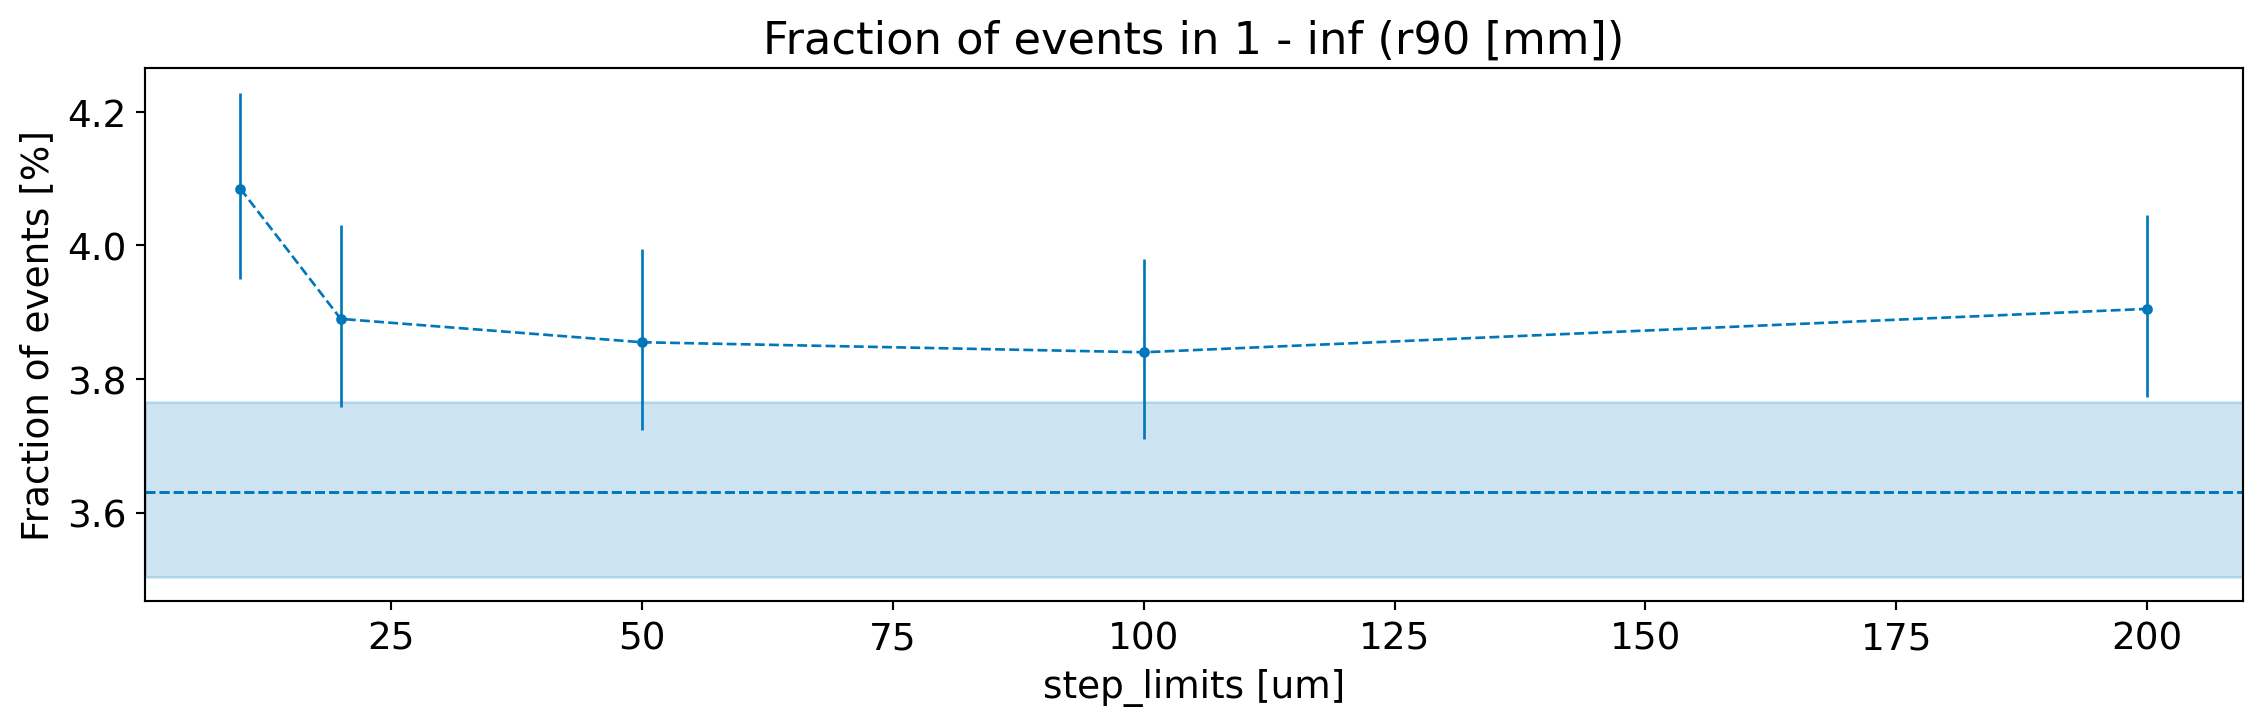 Fraction of events in 1 - inf (r90 [mm])
Fraction of events [%]
4.2
4.0
3.8
3.6
25 50 75 100 125 150 175 200
step_limits [um]